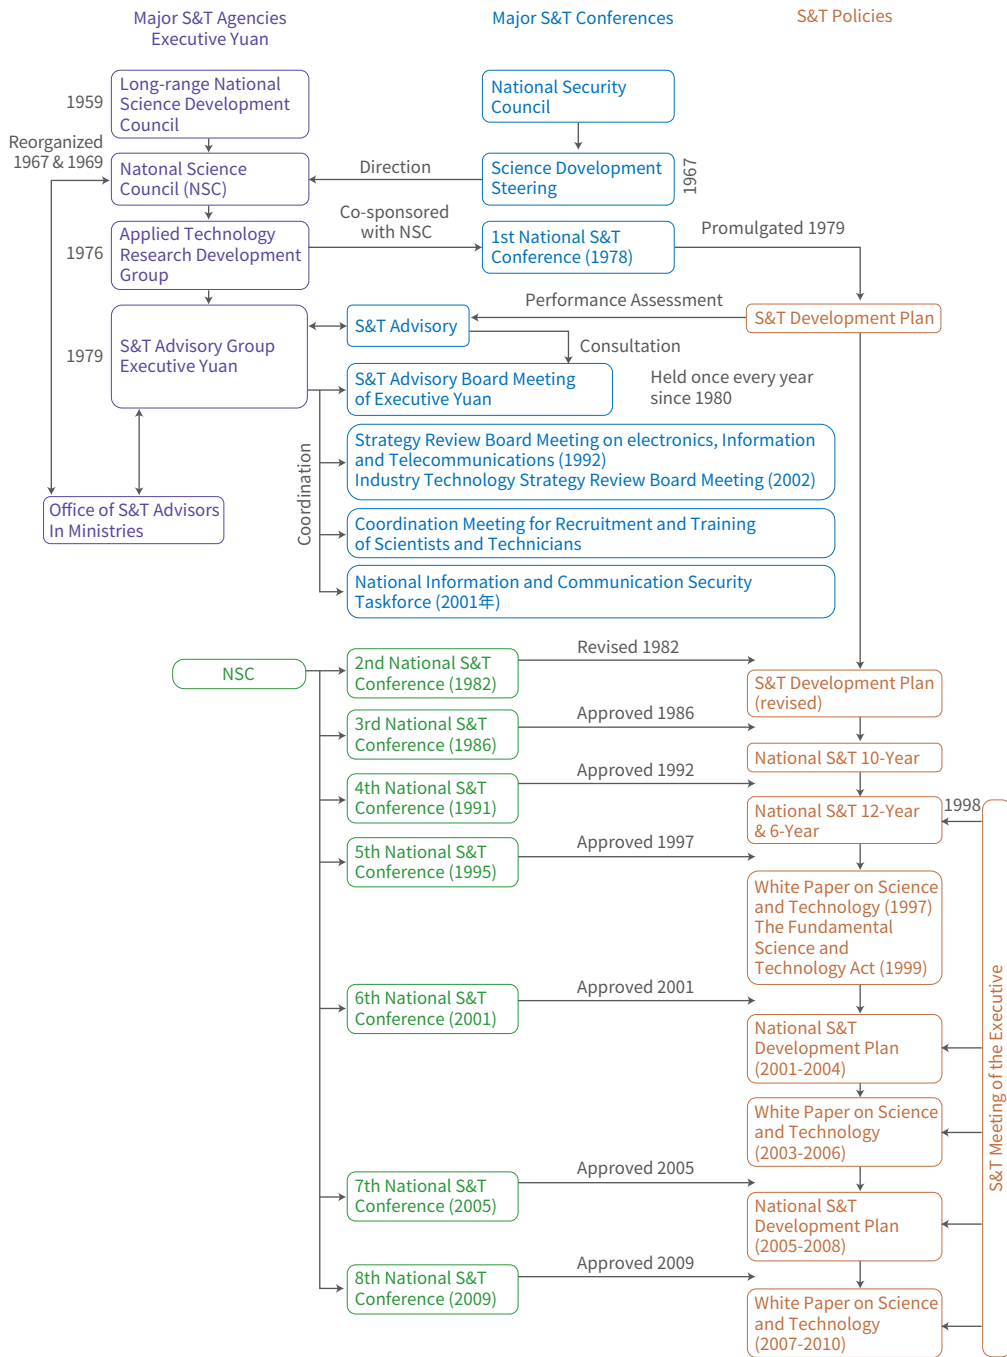 Major S&T Agencies
Executive Yuan
Major S&T Conferences
S&T Policies
1959
Long-range National
Science Development
Council
National Security
Council
Reorganized
1967 & 1969
Natonal Science
Council (NSC)
Direction
Science Dovelopment
Steering
1967
1976
Applied Technology
Research Development
Group
Co-sponsored
with NSC
1st National S&T
Conference (1978)
Promulgated 1979
1979
S&T Advisory Group
Executive Yuan
S&T Advisory
Performance Assessment
S&T Development Plan
Consultation
S&T Advisory Board Meeting
of Executive Yuan
Held once every year
since 1980
Coordination
Strategy Review Board Meeting on electronics, Information
and Telecommunications (1992)
Industry Technology Strategy Review Board Meeting (2002)
Office of S&T Advisors
In Ministries
Coordination Meeting for Recruitment and Training
of Scientists and Technicians
National Information and Communication Security
Taskforce (2001年)
NSC
2nd National S&T
Conference (1982)
Revised 1982
S&T Development Plan
(revised)
3rd National S&T
Conference (1986)
Approved 1986
National S&T 10-Year
4th National S&T
Conference (1991)
Approved 1992
National S&T 12-Year
& 6-Year
1998
5th National S&T
Conference (1995)
Approved 1997
White Paper on Science
and Technology (1997)
The Fundamental
Science and
Technology Act (1999)
6th National S&T
Conference (2001)
Approved 2001
National S&T
Development Plan
(2001-2004)
S&T Meeting of the Executive
White Paper on Science
and Technology
(2003-2006)
7th National S&T
Conference (2005)
Approved 2005
National S&T
Development Plan
(2005-2008)
8th National S&T
Conference (2009)
Approved 2009
White Paper on Science
and Technology
(2007-2010)